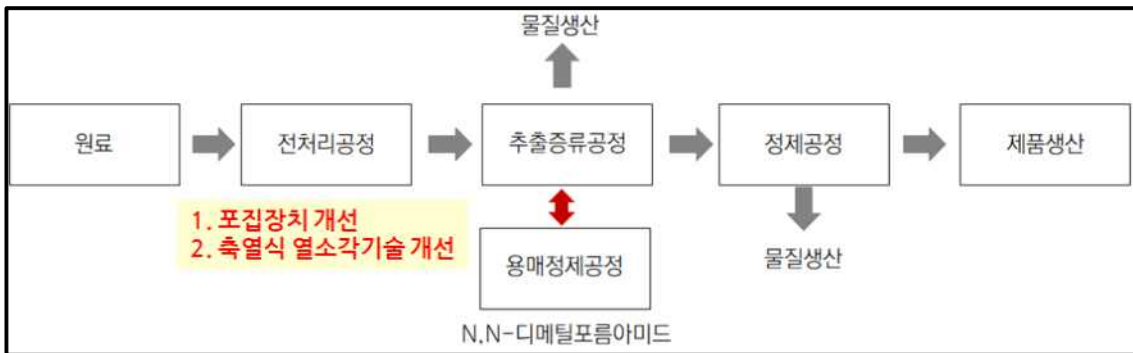 물질생산
원료
전처리공정
추출증류공정
정제공정
제품생산
1. 포집장치 개선
2. 축열식 열소각기술 개선
용매정제공정
물질생산
N,N-디메틸포름아미드